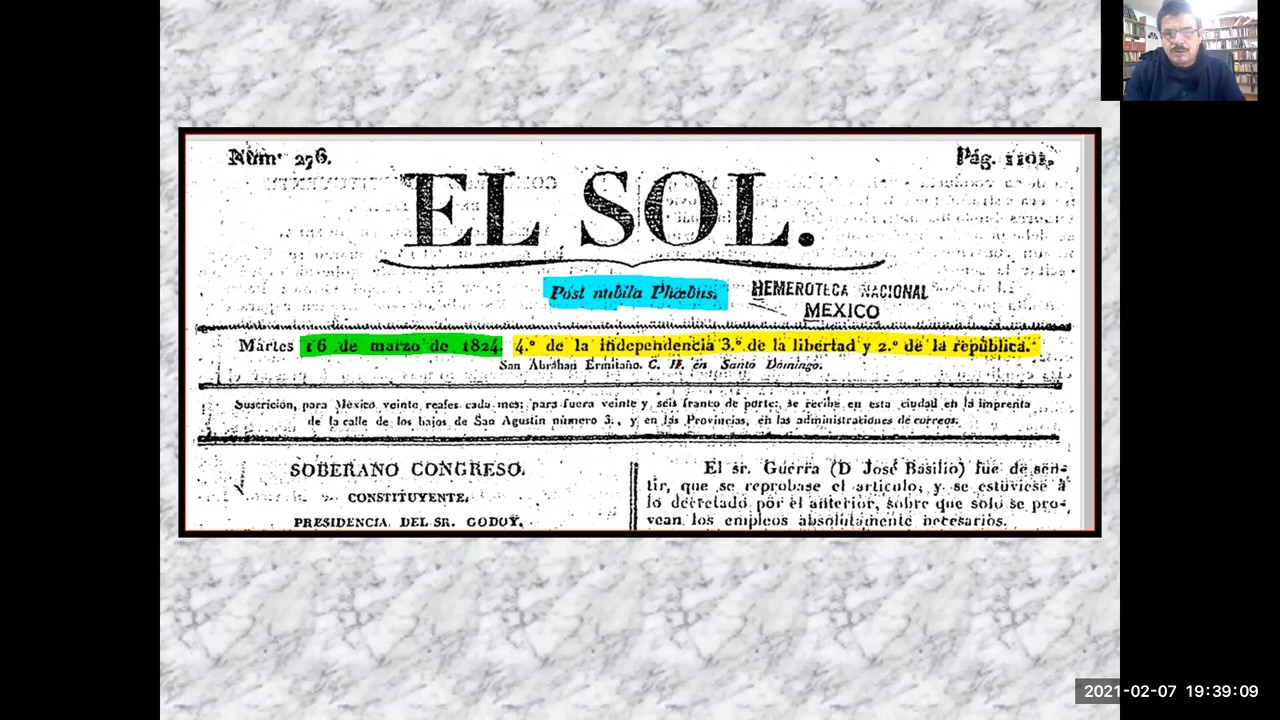 Núm. 276.
Pág. 1101.
EL SOL.
Post nubila Phœbus.
HEMEROTECA NACIONAL
MEXICO
Martes 16 de marzo de 1824. 4.º de la independencia 3.º de la libertad y 2.º de la república.
San Abrahan Ermitaño. C. H. en Santo Domingo.
Suscricion, para México veinte reales cada mes; para fuera veinte y seis franco de porte; se recibe en esta ciudad en la imprenta
de la calle de los bajos de San Agustin número 3., y en las Provincias, en las administraciones de correos.
SOBERANO CONGRESO.
CONSTITUYENTE.
PRESIDENCIA DEL SR. GODOY.
El sr. Guerra (D José Basilio) fue de sen-
tir, que se reprobase el articulo, y se estuviese á
lo decretado por el anterior, sobre que solo se pro-
vean los empleos absolutamente necesarios.
2021-02-07 19:39:09